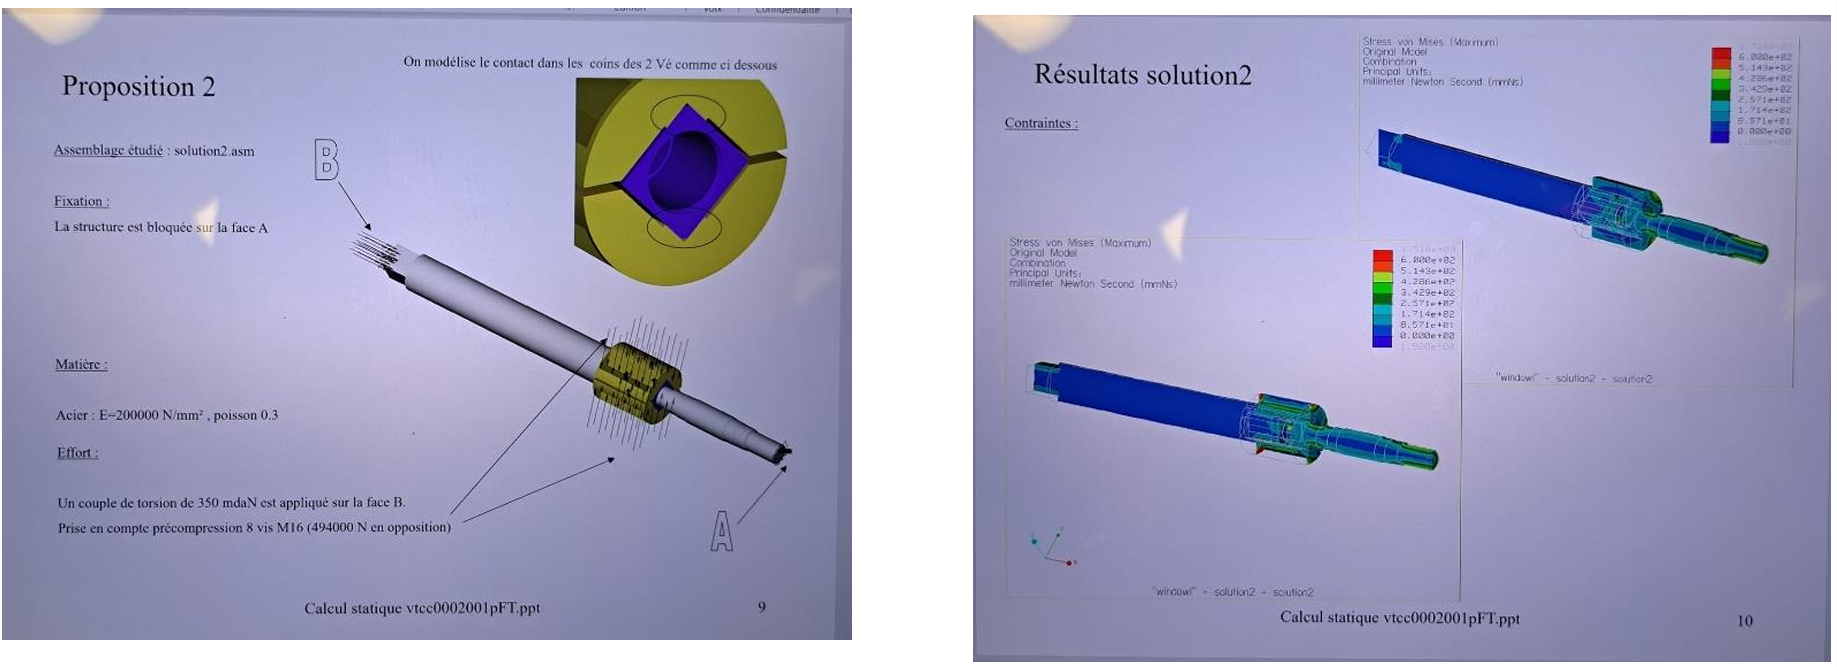 On modélise le contact dans les coins des 2 Vé comme ci dessous
Proposition 2
B
Assemblage étudié : solution2.asm
Fixation :
La structure est bloquée sur la face A
Matière :
Acier : E=200000 N/mm² , poisson 0.3
Effort :
Un couple de torsion de 350 mdaN est appliqué sur la face B.
Prise en compte précompression 8 vis M16 (494000 N en opposition)
A
Calcul statique vtcc0002001pFT.ppt
9
Résultats solution2
Contraintes :
Stress von Mises (Maximum)
Original Model
Combination
Principal Units:
millimeter Newton Second (mmNs)
6.000e+02
5.143e+02
4.286e+02
3.429e+02
2.571e+02
1.714e+02
8.571e+01
0.000e+00
"window1" - solution2 - solution2
Stress von Mises (Maximum)
Original Model
Combination
Principal Units:
millimeter Newton Second (mmNs)
6.000e+02
5.143e+02
4.286e+02
3.429e+02
2.571e+02
1.714e+02
8.571e+01
0.000e+00
"window1" - solution2 - solution2
Calcul statique vtcc0002001pFT.ppt
10